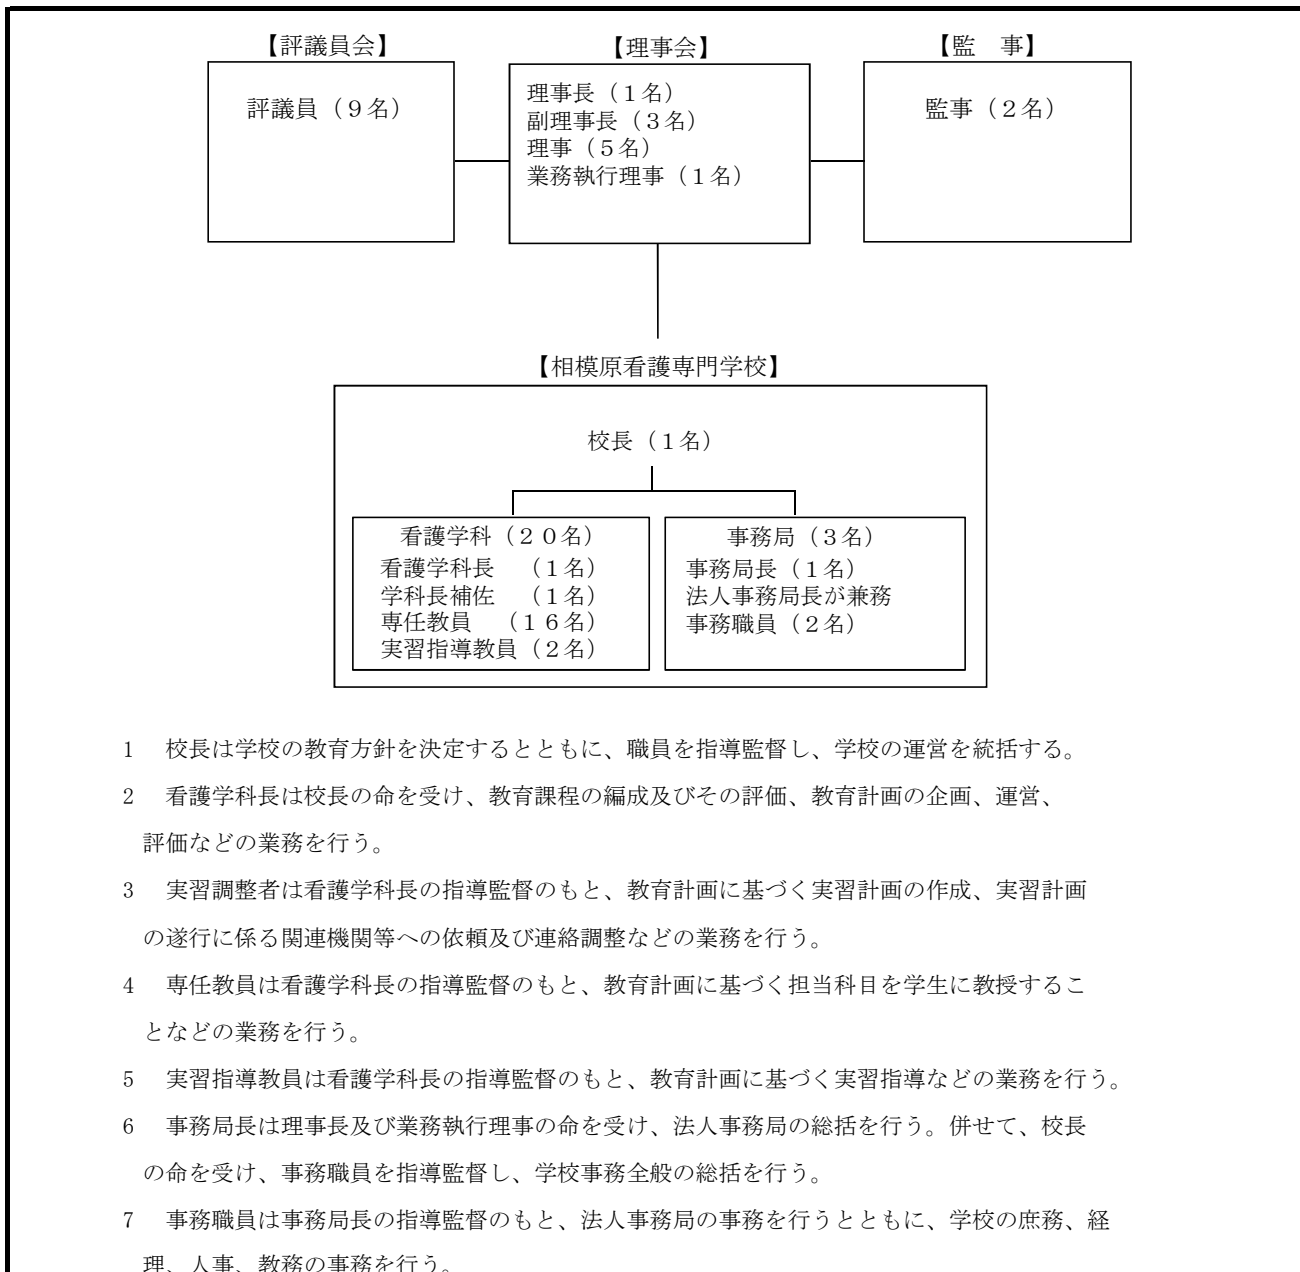 【評議員会】
評議員（９名）
【理事会】
理事長（１名）
副理事長（３名）
理事（５名）
業務執行理事（１名）
【監　事】
監事（２名）
【相模原看護専門学校】
校長（１名）
看護学科（２０名）
看護学科長　（１名）
学科長補佐　（１名）
専任教員　（１６名）
実習指導教員（２名）
事務局（３名）
事務局長（１名）
法人事務局長が兼務
事務職員（２名）
1　校長は学校の教育方針を決定するとともに、職員を指導監督し、学校の運営を統括する。
2　看護学科長は校長の命を受け、教育課程の編成及びその評価、教育計画の企画、運営、
評価などの業務を行う。
3　実習調整者は看護学科長の指導監督のもと、教育計画に基づく実習計画の作成、実習計画
の遂行に係る関連機関等への依頼及び連絡調整などの業務を行う。
4　専任教員は看護学科長の指導監督のもと、教育計画に基づく担当科目を学生に教授するこ
となどの業務を行う。
5　実習指導教員は看護学科長の指導監督のもと、教育計画に基づく実習指導などの業務を行う。
6　事務局長は理事長及び業務執行理事の命を受け、法人事務局の総括を行う。併せて、校長
の命を受け、事務職員を指導監督し、学校事務全般の総括を行う。
7　事務職員は事務局長の指導監督のもと、法人事務局の事務を行うとともに、学校の庶務、経
理、人事、教務の事務を行う。